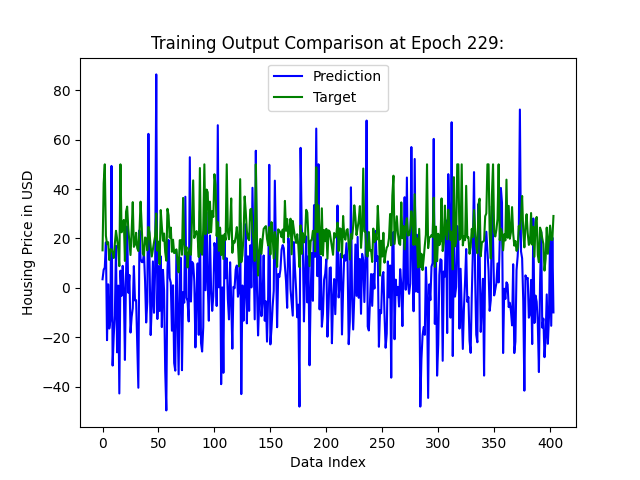 Training Output Comparison at Epoch 229:
Prediction
Target
Housing Price in USD
80
60
40
20
0
−20
−40
0 50 100 150 200 250 300 350 400
Data Index